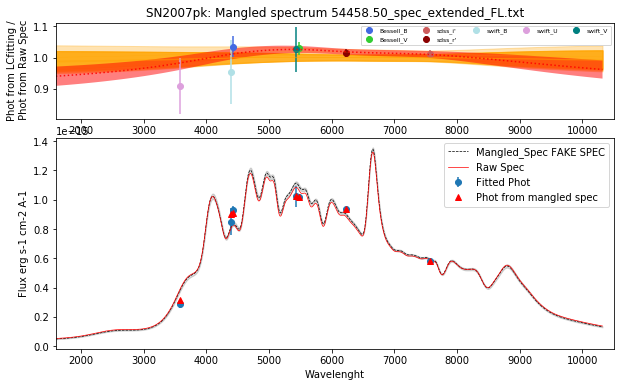 SN2007pk: Mangled spectrum 54458.50_spec_extended_FL.txt
Phot from LCfitting /
Phot from Raw Spec
1.1
1.0
0.9
Bessell_B
Bessell_V
sdss_i'
sdss_r'
swift_B
swift_U
swift_V
2000 3000 4000 5000 6000 7000 8000 9000 10000
Flux erg s-1 cm-2 A-1
1.4
1.2
1.0
0.8
0.6
0.4
0.2
0.0
Mangled_Spec FAKE SPEC
Raw Spec
Fitted Phot
Phot from mangled spec
2000 3000 4000 5000 6000 7000 8000 9000 10000
Wavelenght